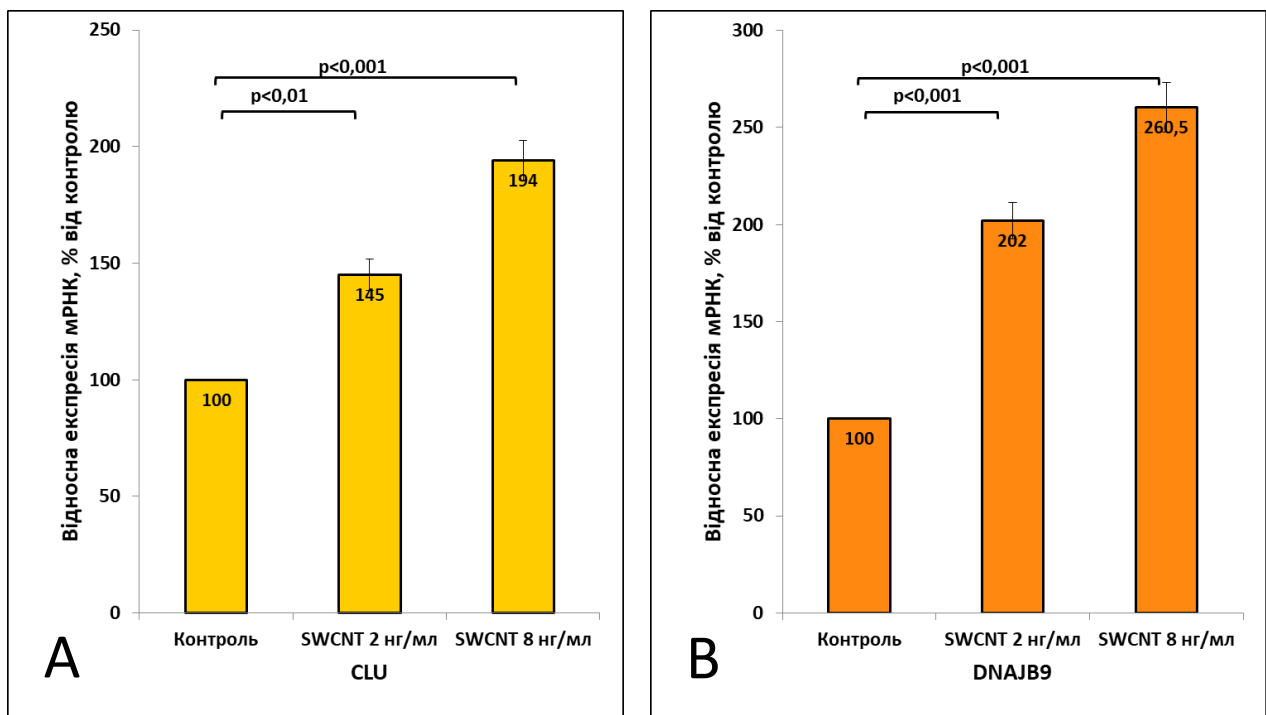 250
200
150
100
50
0
Відносна експресія мРНК, % від контролю
p<0,001
p<0,01
100
145
194
Контроль
SWCNT 2 нг/мл
SWCNT 8 нг/мл
CLU
A
300
250
200
150
100
50
0
Відносна експресія мРНК, % від контролю
p<0,001
p<0,001
100
202
260,5
Контроль
SWCNT 2 нг/мл
SWCNT 8 нг/мл
DNAJB9
B